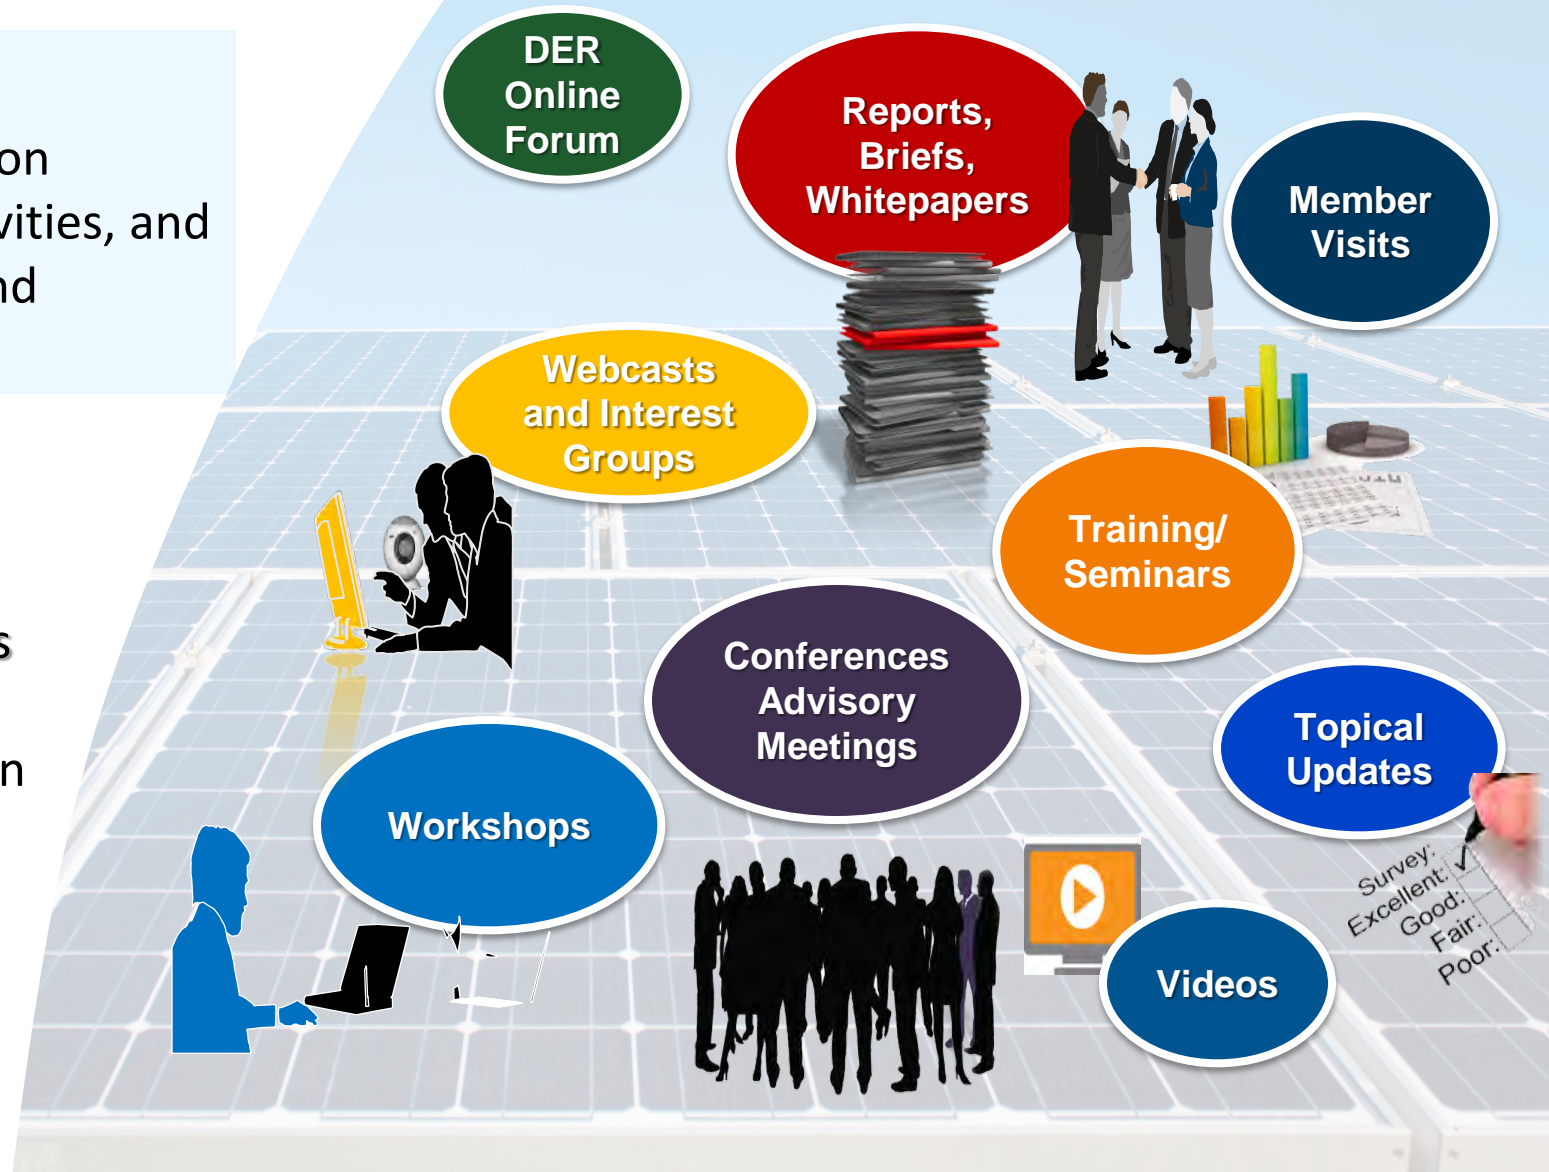 on
vities, and
nd
s
n
DER
Online
Forum
Reports,
Briefs,
Whitepapers
Member
Visits
Webcasts
and Interest
Groups
Training/
Seminars
Conferences
Advisory
Meetings
Topical
Updates
Workshops
Videos
Survey:
Excellent:
Good:
Fair:
Poor: